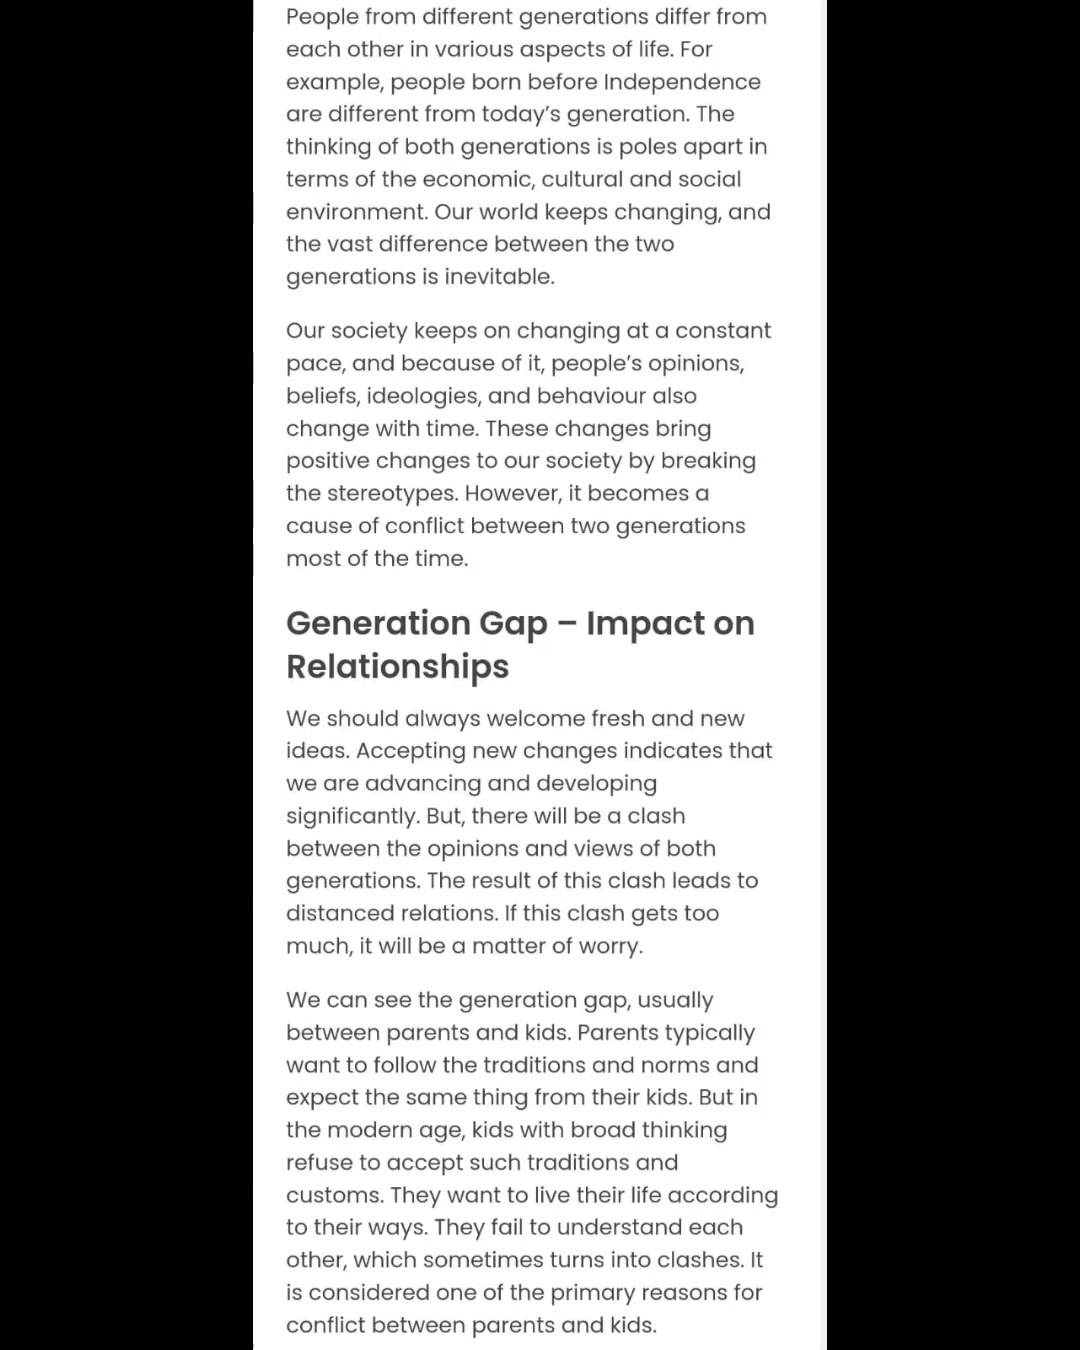 People from different generations differ from
each other in various aspects of life. For
example, people born before Independence
are different from today’s generation. The
thinking of both generations is poles apart in
terms of the economic, cultural and social
environment. Our world keeps changing, and
the vast difference between the two
generations is inevitable.
Our society keeps on changing at a constant
pace, and because of it, people’s opinions,
beliefs, ideologies, and behaviour also
change with time. These changes bring
positive changes to our society by breaking
the stereotypes. However, it becomes a
cause of conflict between two generations
most of the time.
Generation Gap – Impact on
Relationships
We should always welcome fresh and new
ideas. Accepting new changes indicates that
we are advancing and developing
significantly. But, there will be a clash
between the opinions and views of both
generations. The result of this clash leads to
distanced relations. If this clash gets too
much, it will be a matter of worry.
We can see the generation gap, usually
between parents and kids. Parents typically
want to follow the traditions and norms and
expect the same thing from their kids. But in
the modern age, kids with broad thinking
refuse to accept such traditions and
customs. They want to live their life according
to their ways. They fail to understand each
other, which sometimes turns into clashes. It
is considered one of the primary reasons for
conflict between parents and kids.